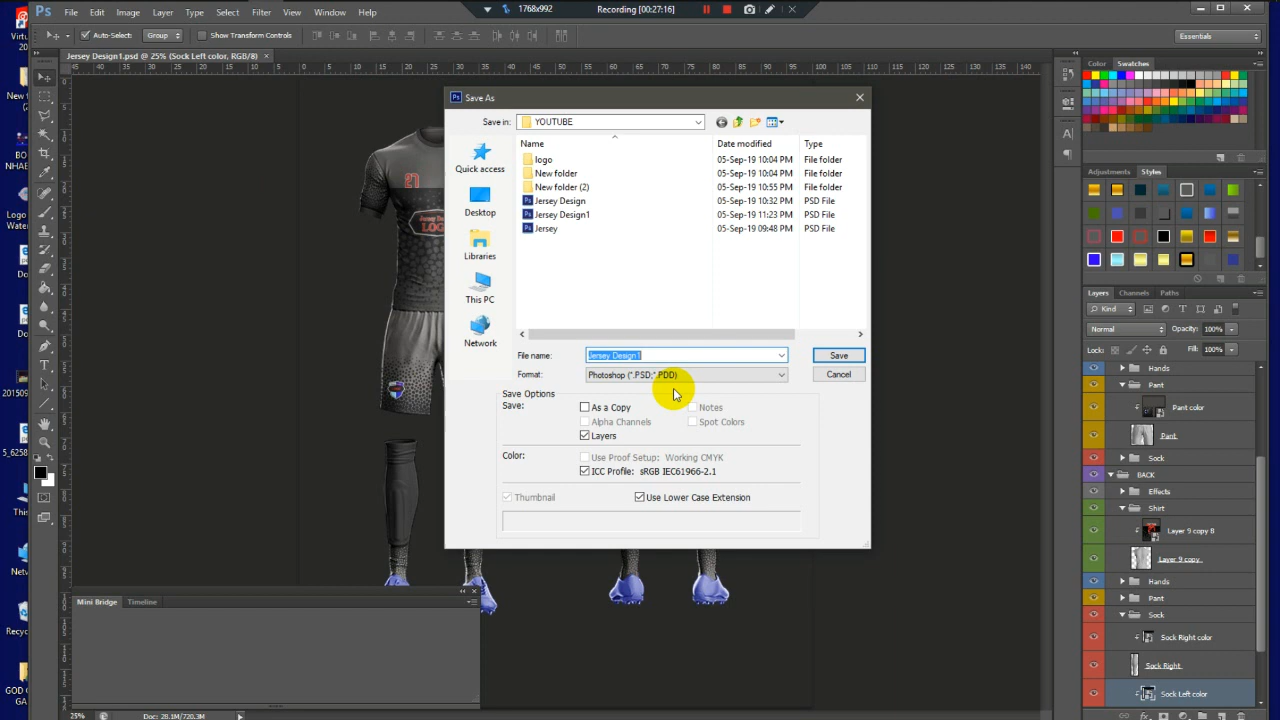 Ps File Edit Image Layer Type Select Filter View Window Help
1768x992 Recording [00:27:16]
Auto-Select: Group Show Transform Controls Essentials
Jersey Design1.psd @ 25% (Sock Left color, RGB/8) ×
Save As
Save in: YOUTUBE
Name Date modified Type
logo 05-Sep-19 10:04 PM File folder
New folder 05-Sep-19 10:04 PM File folder
New folder (2) 05-Sep-19 10:55 PM File folder
Jersey Design 05-Sep-19 10:32 PM PSD File
Jersey Design1 05-Sep-19 11:23 PM PSD File
Jersey 05-Sep-19 09:48 PM PSD File
Quick access
Desktop
Libraries
This PC
Network
File name: Jersey Design1 Save
Format: Photoshop (*.PSD;*.PDD) Cancel
Save Options
Save: As a Copy Notes
Alpha Channels Spot Colors
Layers
Color: Use Proof Setup: Working CMYK
ICC Profile: sRGB IEC61966-2.1
Thumbnail Use Lower Case Extension
Color Swatches
Adjustments Styles
Layers Channels Paths
Kind
Normal Opacity: 100%
Lock: Fill: 100%
Hands
Pant
Pant color
Pant
Sock
BACK
Effects
Shirt
Layer 9 copy 8
Layer 9 copy
Hands
Pant
Sock
Sock Right color
Sock Right
Sock Left color
Mini Bridge Timeline
25% Doc: 28.1M/720.3M
21
LOGO